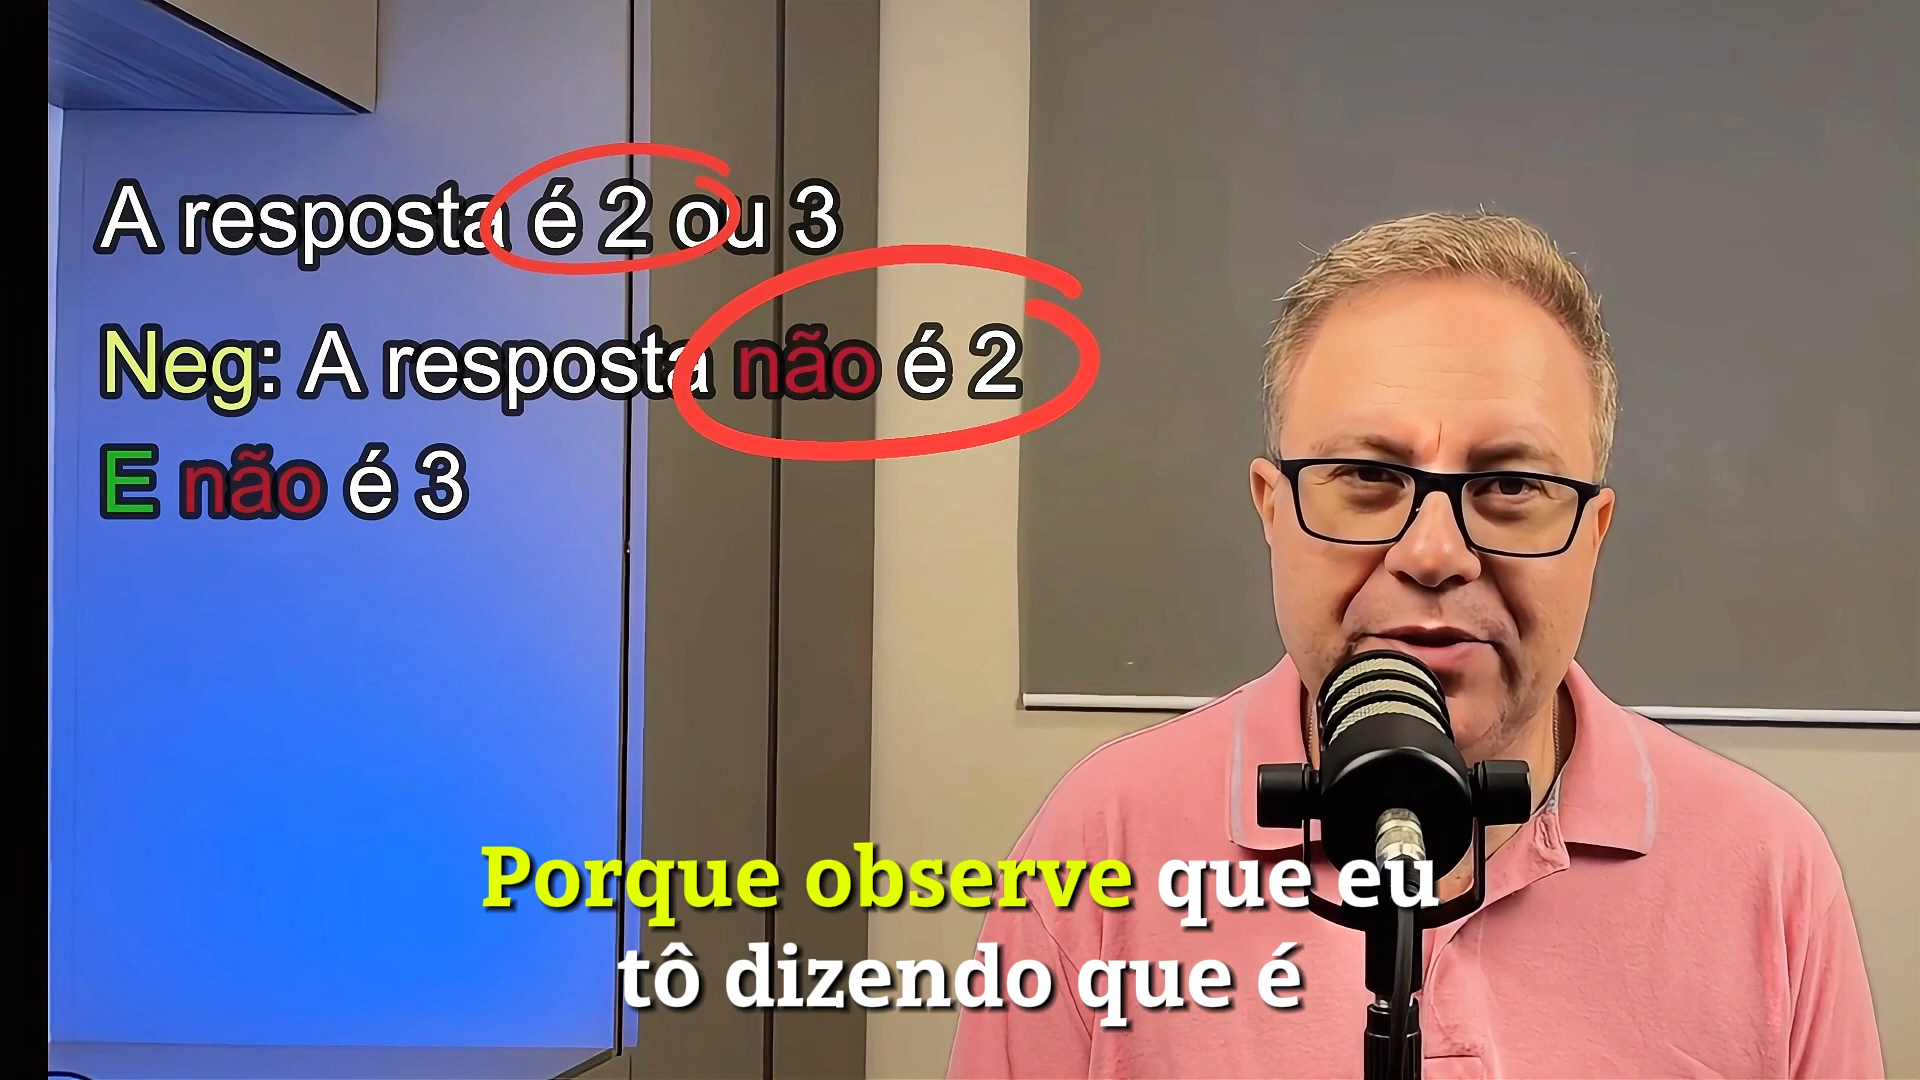 A resposta é 2 ou 3
Neg: A resposta não é 2
E não é 3
Porque observe que eu
tô dizendo que é